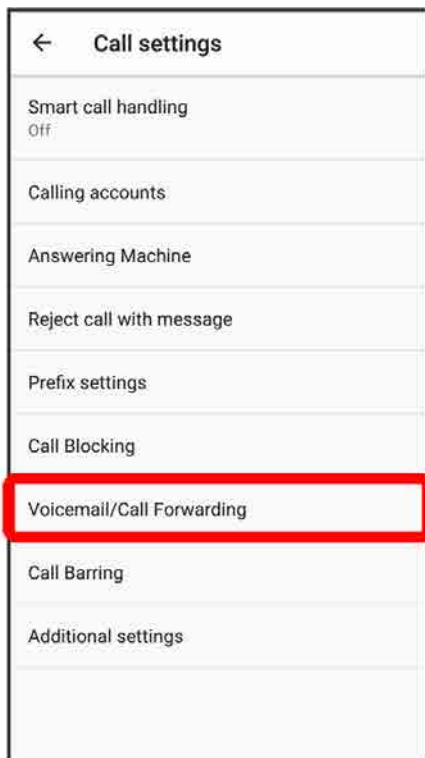 Call settings
Smart call handling
Off
Calling accounts
Answering Machine
Reject call with message
Prefix settings
Call Blocking
Voicemail/Call Forwarding
Call Barring
Additional settings